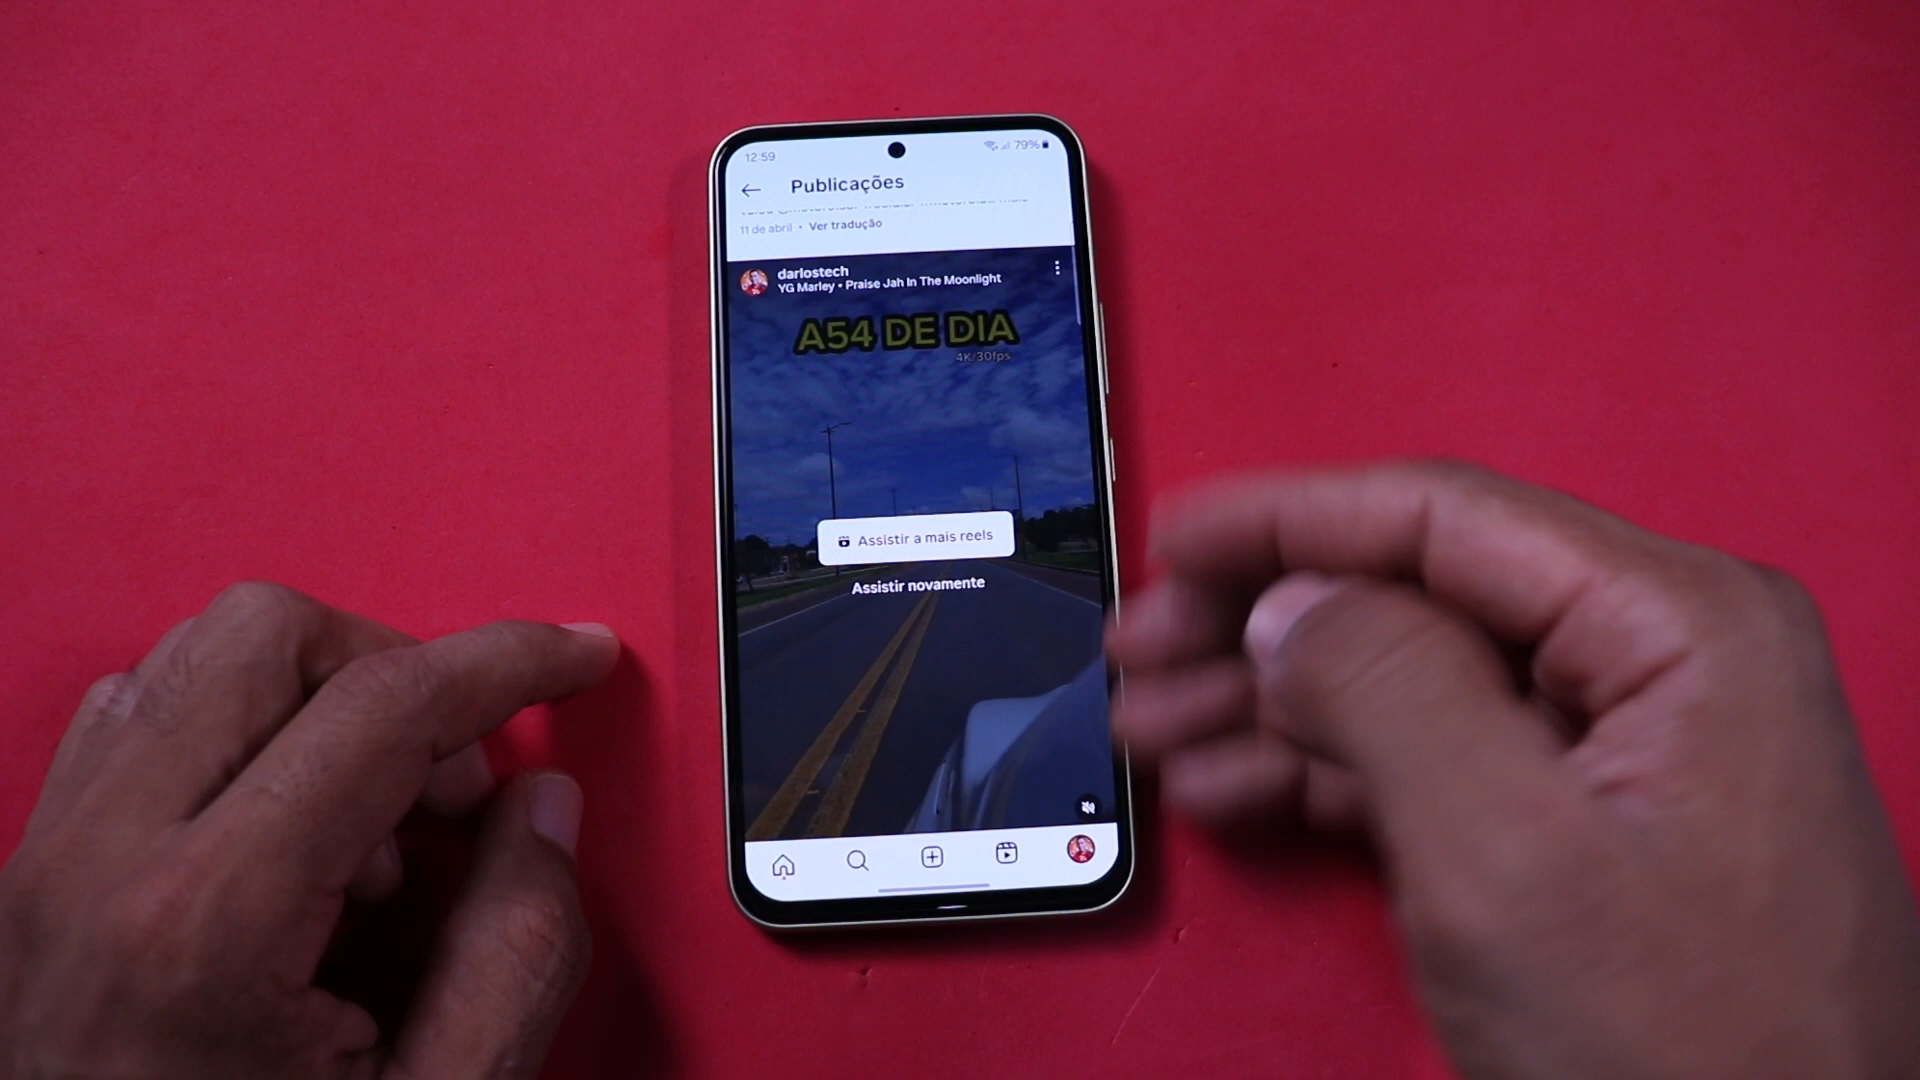 12:59
79%
Publicações
11 de abril • Ver tradução
darlostech
YG Marley • Praise Jah In The Moonlight
A54 DE DIA
4K/30fps
Assistir a mais reels
Assistir novamente